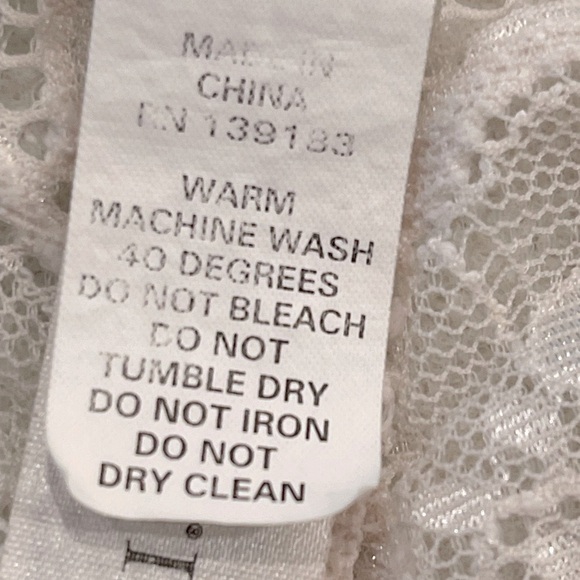 MADE IN
CHINA
RN 139183
WARM
MACHINE WASH
40 DEGREES
DO NOT BLEACH
DO NOT
TUMBLE DRY
DO NOT IRON
DO NOT
DRY CLEAN
®